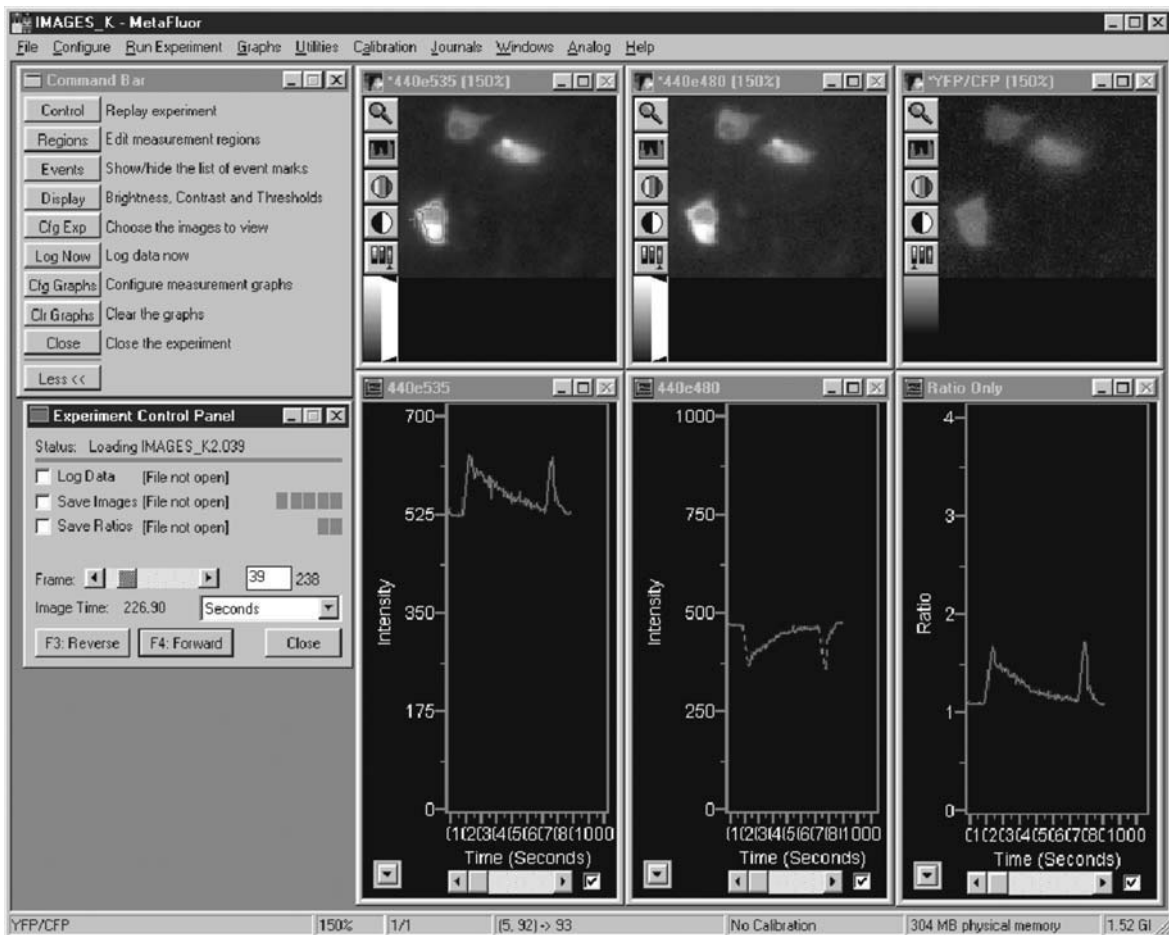 IMAGES_K - MetaFluor
File Configure Run Experiment Graphs Utilities Calibration Journals Windows Analog Help
Command Bar
Control Replay experiment
Regions Edit measurement regions
Events Show/hide the list of event marks
Display Brightness, Contrast and Thresholds
Cfg Exp Choose the images to view
Log Now Log data now
Cfg Graphs Configure measurement graphs
Clr Graphs Clear the graphs
Close Close the experiment
Less <<
Experiment Control Panel
Status: Loading IMAGES_K2.039
Log Data [File not open]
Save Images [File not open]
Save Ratios [File not open]
Frame: 39 238
Image Time: 226.90 Seconds
F3: Reverse F4: Forward Close
*440e535 (150%)
*440e480 (150%)
*YFP/CFP (150%)
440e535
700
525
350
175
0
Intensity
Time (Seconds)
440e480
1000
750
500
250
0
Intensity
Time (Seconds)
Ratio Only
4
3
2
1
0
Ratio
Time (Seconds)
YFP/CFP 150% 1/1 (5, 92) -> 93 No Calibration 304 MB physical memory 1.52 GI